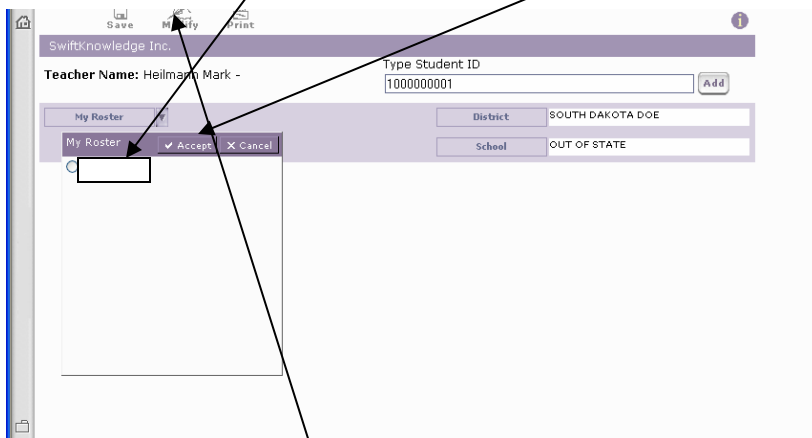 Save Modify Print
SwiftKnowledge Inc.
Teacher Name: Heilmann Mark -
Type Student ID
1000000001 Add
My Roster District SOUTH DAKOTA DOE
My Roster Accept Cancel School OUT OF STATE